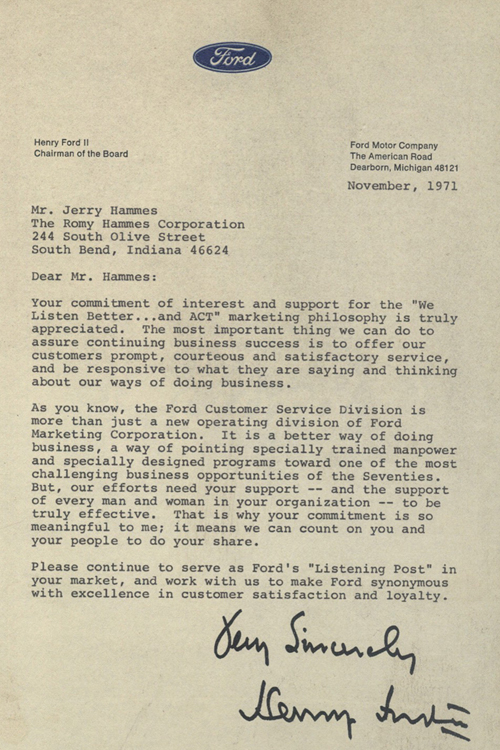 Ford
Henry Ford II
Chairman of the Board
Ford Motor Company
The American Road
Dearborn, Michigan 48121
November, 1971
Mr. Jerry Hammes
The Romy Hammes Corporation
244 South Olive Street
South Bend, Indiana 46624
Dear Mr. Hammes:
Your commitment of interest and support for the "We
Listen Better...and ACT" marketing philosophy is truly
appreciated. The most important thing we can do to
assure continuing business success is to offer our
customers prompt, courteous and satisfactory service,
and be responsive to what they are saying and thinking
about our ways of doing business.
As you know, the Ford Customer Service Division is
more than just a new operating division of Ford
Marketing Corporation. It is a better way of doing
business, a way of pointing specially trained manpower
and specially designed programs toward one of the most
challenging business opportunities of the Seventies.
But, our efforts need your support -- and the support
of every man and woman in your organization -- to be
truly effective. That is why your commitment is so
meaningful to me; it means we can count on you and
your people to do your share.
Please continue to serve as Ford's "Listening Post" in
your market, and work with us to make Ford synonymous
with excellence in customer satisfaction and loyalty.
Very Sincerely
Henry Ford II